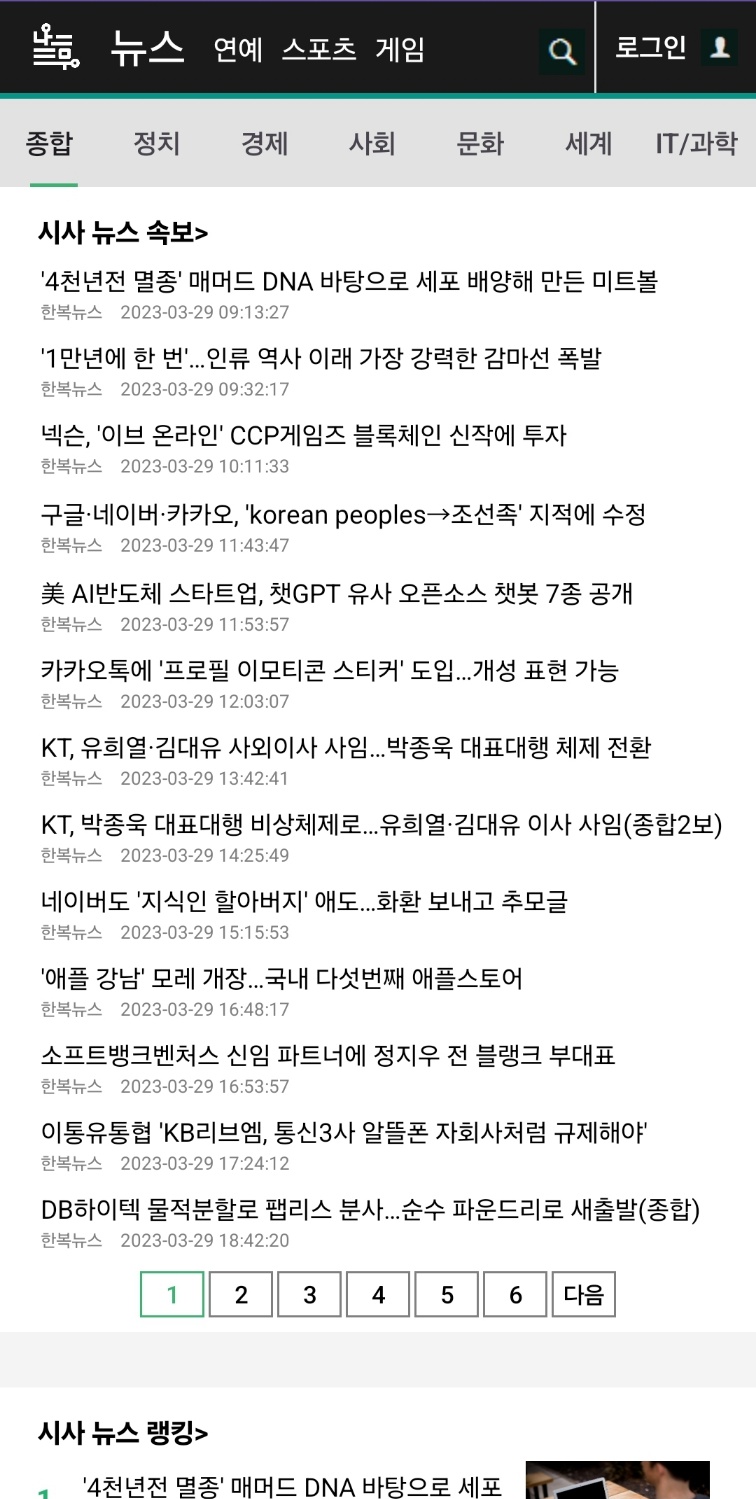 뉴스 연예 스포츠 게임 로그인
종합 정치 경제 사회 문화 세계 IT/과학
시사 뉴스 속보>
'4천년전 멸종' 매머드 DNA 바탕으로 세포 배양해 만든 미트볼
한복뉴스 2023-03-29 09:13:27
'1만년에 한 번'...인류 역사 이래 가장 강력한 감마선 폭발
한복뉴스 2023-03-29 09:32:17
넥슨, '이브 온라인' CCP게임즈 블록체인 신작에 투자
한복뉴스 2023-03-29 10:11:33
구글·네이버·카카오, 'korean peoples→조선족' 지적에 수정
한복뉴스 2023-03-29 11:43:47
美 AI반도체 스타트업, 챗GPT 유사 오픈소스 챗봇 7종 공개
한복뉴스 2023-03-29 11:53:57
카카오톡에 '프로필 이모티콘 스티커' 도입...개성 표현 가능
한복뉴스 2023-03-29 12:03:07
KT, 유희열·김대유 사외이사 사임...박종욱 대표대행 체제 전환
한복뉴스 2023-03-29 13:42:41
KT, 박종욱 대표대행 비상체제로...유희열·김대유 이사 사임(종합2보)
한복뉴스 2023-03-29 14:25:49
네이버도 '지식인 할아버지' 애도...화환 보내고 추모글
한복뉴스 2023-03-29 15:15:53
'애플 강남' 모레 개장...국내 다섯번째 애플스토어
한복뉴스 2023-03-29 16:48:17
소프트뱅크벤처스 신임 파트너에 정지우 전 블랭크 부대표
한복뉴스 2023-03-29 16:53:57
이통유통협 'KB리브엠, 통신3사 알뜰폰 자회사처럼 규제해야'
한복뉴스 2023-03-29 17:24:12
DB하이텍 물적분할로 팹리스 분사...순수 파운드리로 새출발(종합)
한복뉴스 2023-03-29 18:42:20
1 2 3 4 5 6 다음
시사 뉴스 랭킹>
1 '4천년전 멸종' 매머드 DNA 바탕으로 세포